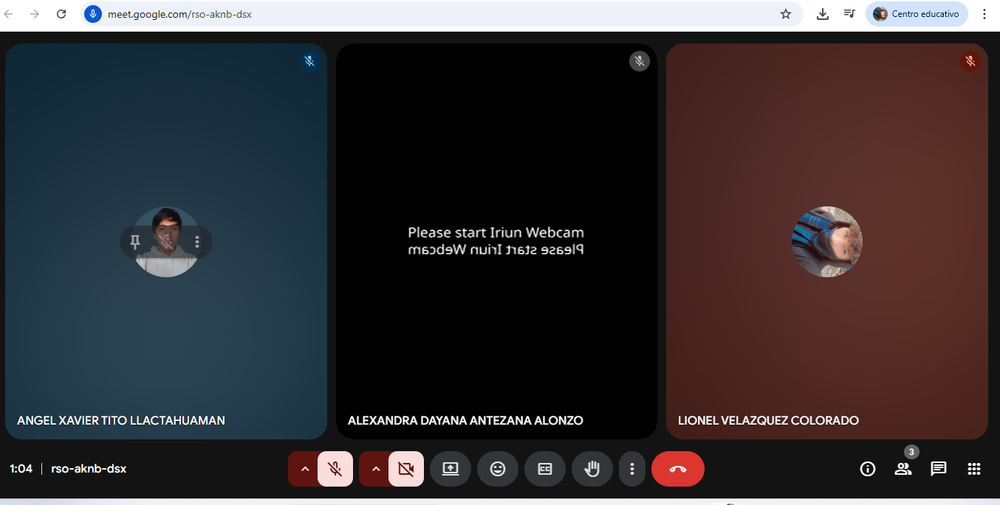 meet.google.com/rso-aknb-dsx
Centro educativo
Please start Iriun Webcam
Please start Iriun Webcam
ANGEL XAVIER TITO LLACTAHUAMAN
ALEXANDRA DAYANA ANTEZANA ALONZO
LIONEL VELAZQUEZ COLORADO
1:04
rso-aknb-dsx
CC
3